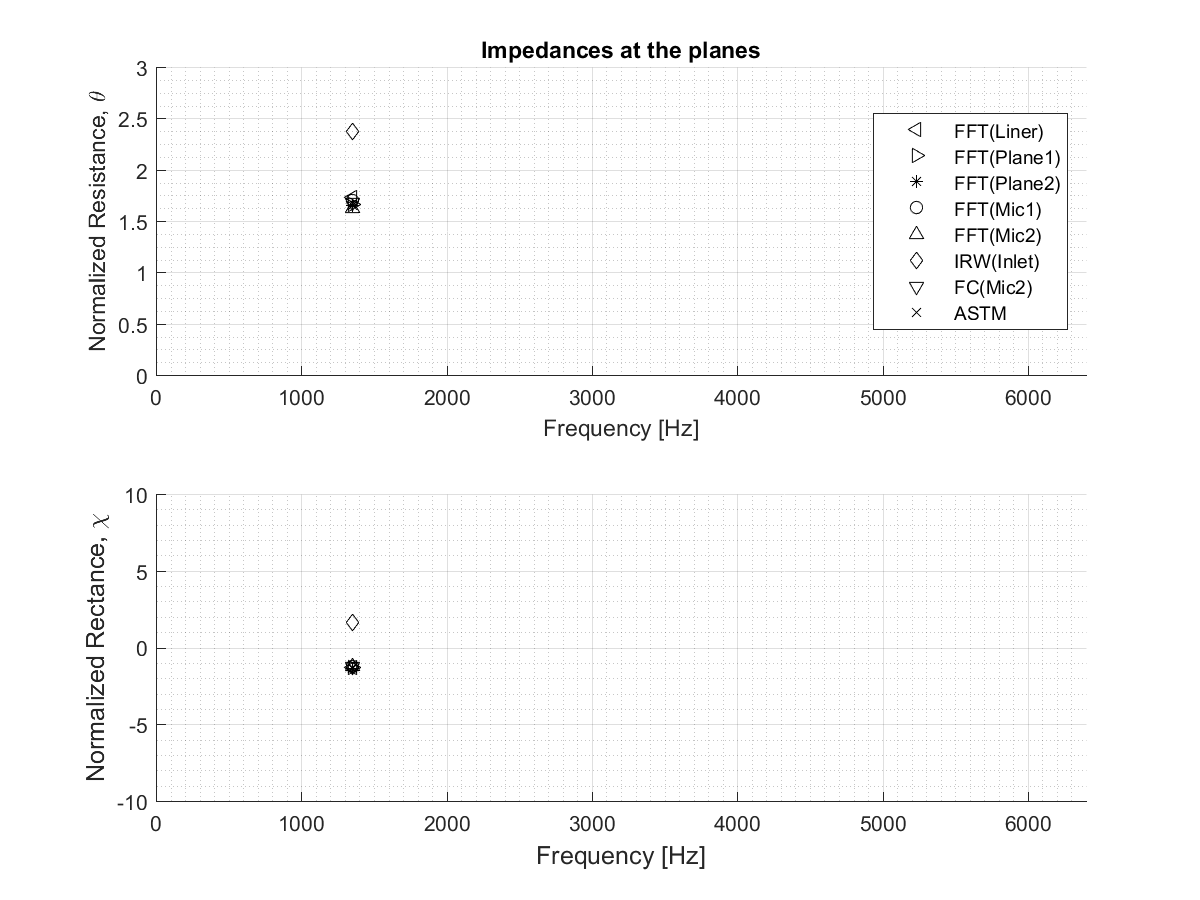 Impedances at the planes
Normalized Resistance, θ
3
2.5
2
1.5
1
0.5
0
0 1000 2000 3000 4000 5000 6000
Frequency [Hz]
FFT(Liner)
FFT(Plane1)
FFT(Plane2)
FFT(Mic1)
FFT(Mic2)
IRW(Inlet)
FC(Mic2)
ASTM
Normalized Rectance, χ
10
5
0
-5
-10
0 1000 2000 3000 4000 5000 6000
Frequency [Hz]